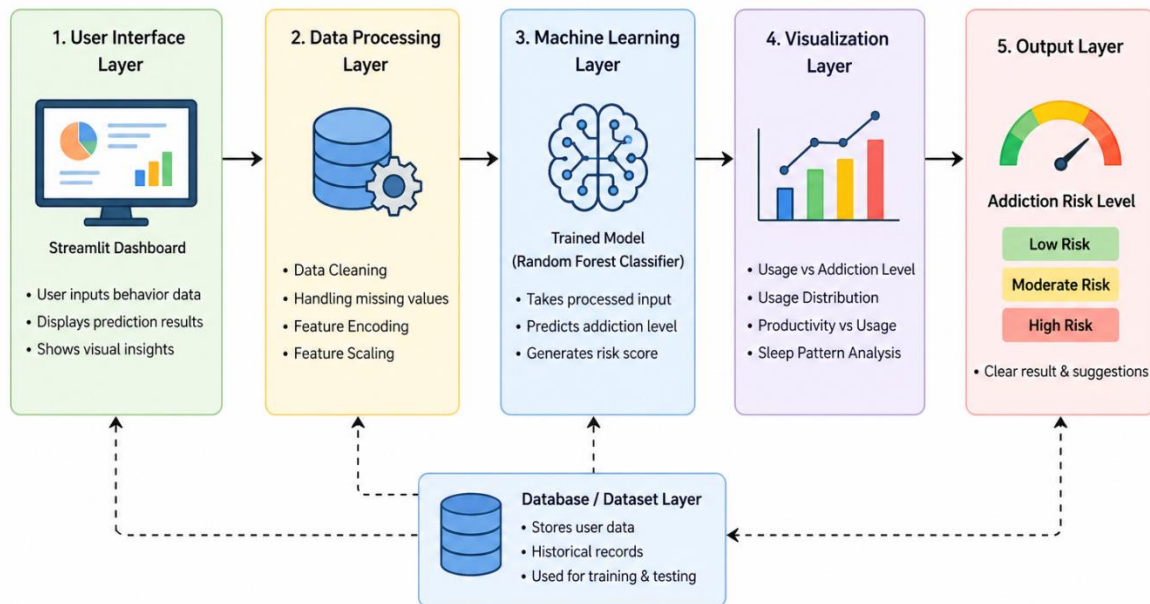 1. User Interface
Layer
Streamlit Dashboard
• User inputs behavior data
• Displays prediction results
• Shows visual insights
2. Data Processing
Layer
• Data Cleaning
• Handling missing values
• Feature Encoding
• Feature Scaling
3. Machine Learning
Layer
Trained Model
(Random Forest Classifier)
• Takes processed input
• Predicts addiction level
• Generates risk score
4. Visualization
Layer
• Usage vs Addiction Level
• Usage Distribution
• Productivity vs Usage
• Sleep Pattern Analysis
5. Output Layer
Addiction Risk Level
Low Risk
Moderate Risk
High Risk
• Clear result & suggestions
Database / Dataset Layer
• Stores user data
• Historical records
• Used for training & testing